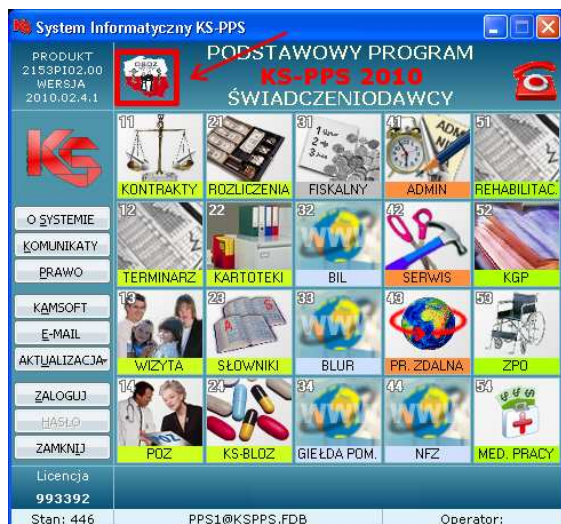 System Informatyczny KS-PPS
PRODUKT
2153PI02.00
WERSJA
2010.02.4.1
OSOZ
PODSTAWOWY PROGRAM
KS-PPS 2010
ŚWIADCZENIODAWCY
KS
O SYSTEMIE
KOMUNIKATY
PRAWO
KAMSOFT
E-MAIL
AKTUALIZACJA
ZALOGUJ
HASŁO
ZAMKNIJ
11 21 31 41 51
KONTRAKTY ROZLICZENIA FISKALNY ADMIN REHABILITAC.
12 22 32 42 52
TERMINARZ KARTOTEKI BIL SERWIS KGP
13 23 33 43 53
WIZYTA SŁOWNIKI BLUR PR. ZDALNA ZPO
14 24 34 44 54
POZ KS-BLOZ GIEŁDA POM. NFZ MED. PRACY
Licencja
993392
Stan: 446 PPS1@KSPPS.FDB Operator: